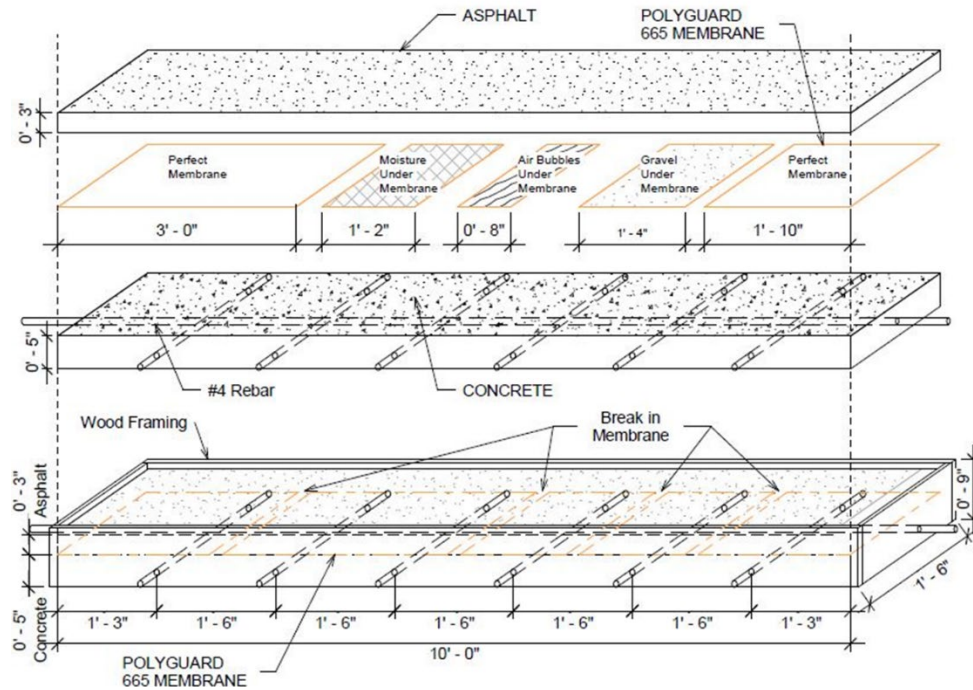 ASPHALT
POLYGUARD
665 MEMBRANE
0' - 3"
Perfect
Membrane
Moisture
Under
Membrane
Air Bubbles
Under
Membrane
Gravel
Under
Membrane
Perfect
Membrane
3' - 0"
1' - 2"
0' - 8"
1' - 4"
1' - 10"
0' - 5"
#4 Rebar
CONCRETE
Wood Framing
Break in
Membrane
0' - 3"
Asphalt
0' - 9"
1' - 6"
0' - 5"
Concrete
1' - 3"
1' - 6"
1' - 6"
1' - 6"
1' - 6"
1' - 6"
1' - 3"
10' - 0"
POLYGUARD
665 MEMBRANE